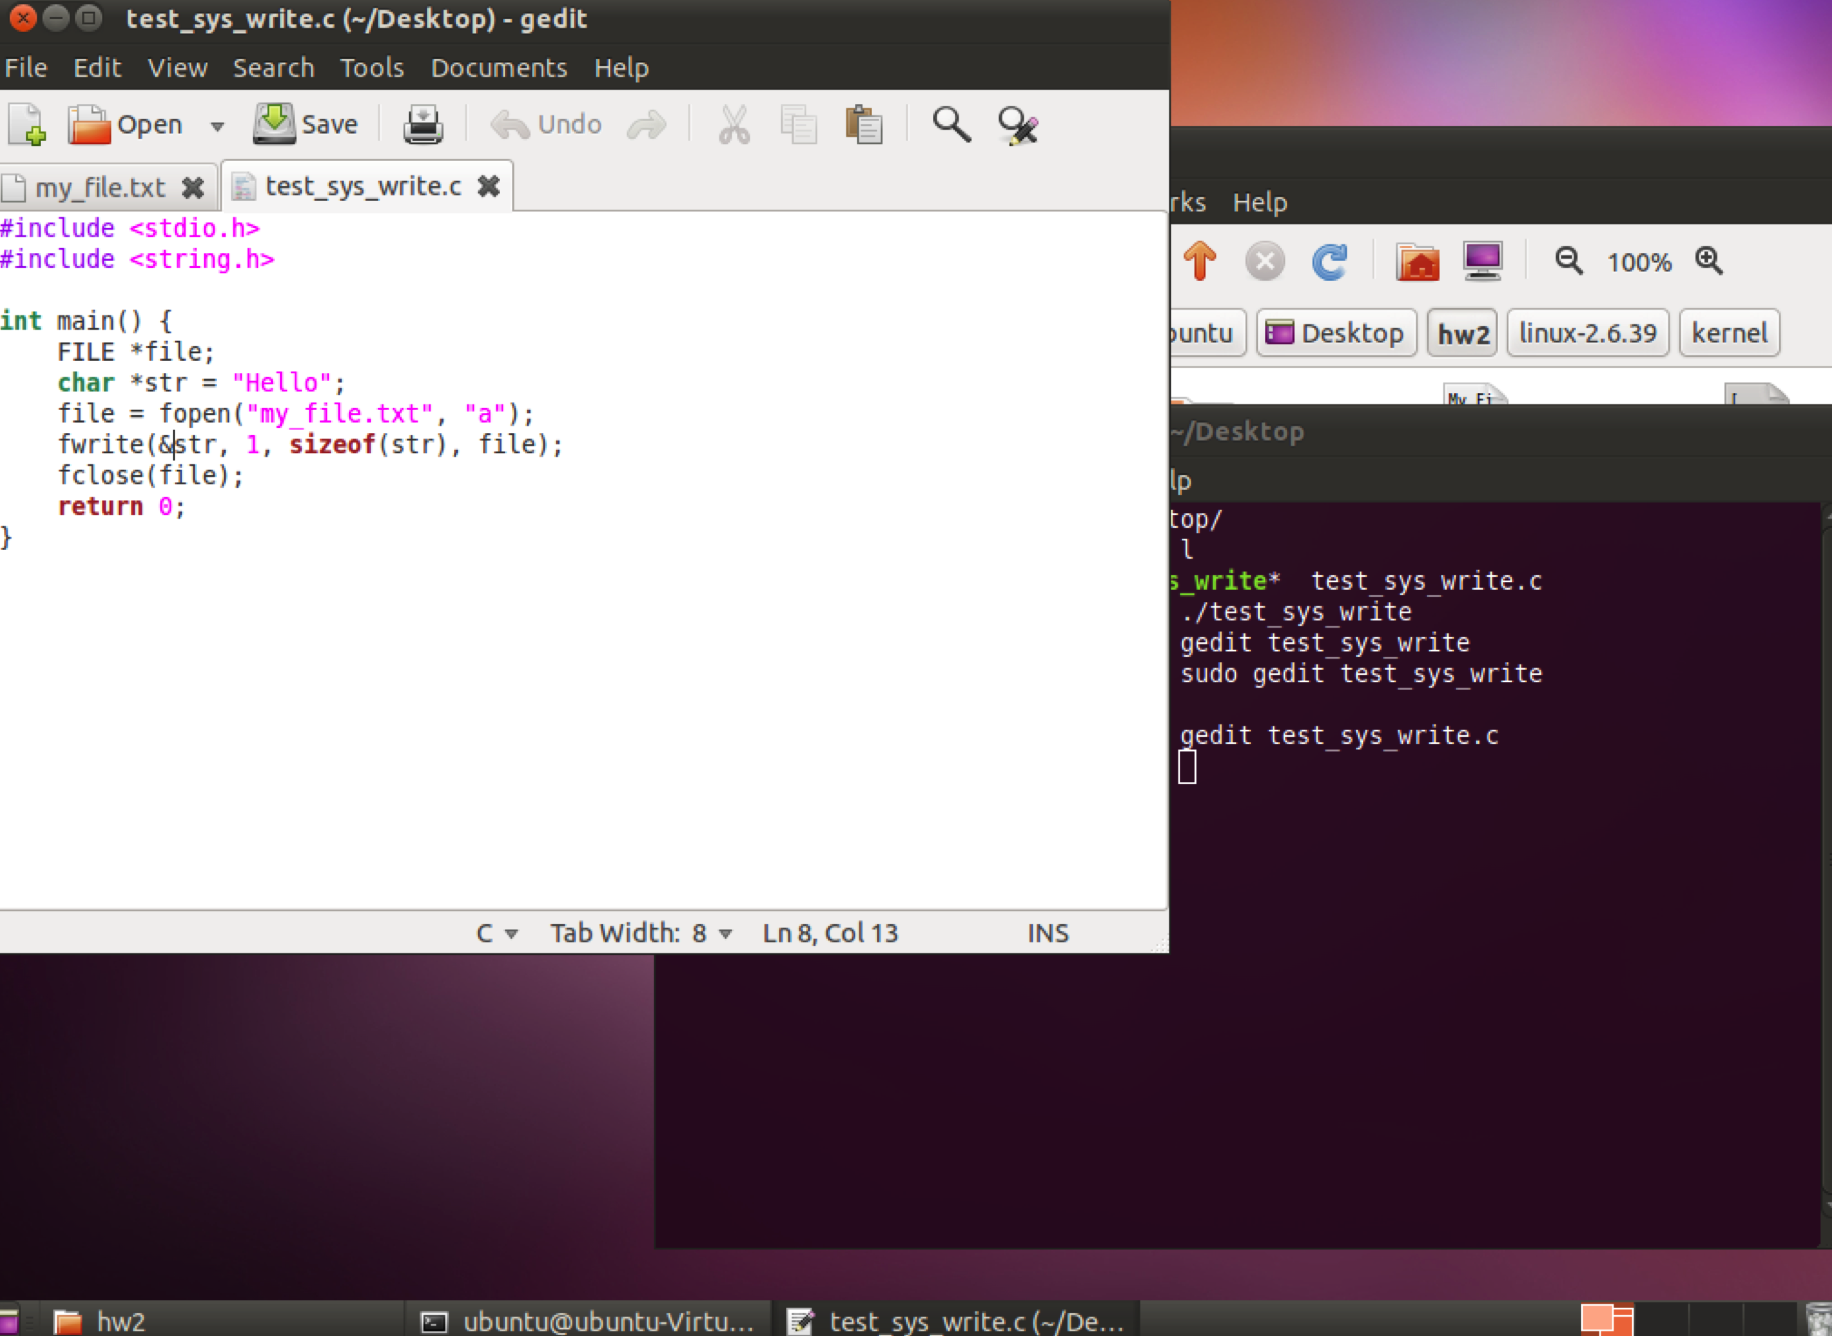 test_sys_write.c (~/Desktop) - gedit
File Edit View Search Tools Documents Help
Open Save Undo
my_file.txt test_sys_write.c
#include <stdio.h>
#include <string.h>
int main() {
FILE *file;
char *str = "Hello";
file = fopen("my_file.txt", "a");
fwrite(&str, 1, sizeof(str), file);
fclose(file);
return 0;
}
C Tab Width: 8 Ln 8, Col 13 INS
rks Help
100%
buntu Desktop hw2 linux-2.6.39 kernel
My Fi
~/Desktop
lp
top/
l
s_write* test_sys_write.c
./test_sys_write
gedit test_sys_write
sudo gedit test_sys_write
gedit test_sys_write.c
hw2 ubuntu@ubuntu-Virtu... test_sys_write.c (~/De...